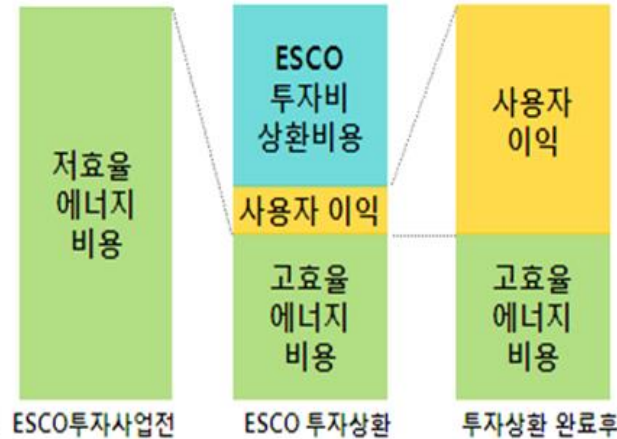 저효율
에너지
비용
ESCO
투자비
상환비용
사용자 이익
고효율
에너지
비용
사용자
이익
고효율
에너지
비용
ESCO투자사업전
ESCO 투자상환
투자상환 완료후